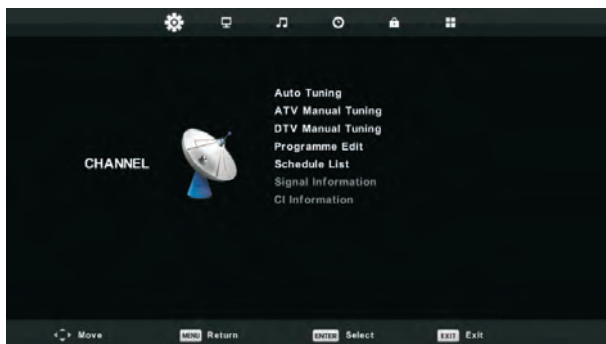 Auto Tuning
ATV Manual Tuning
DTV Manual Tuning
Programme Edit
CHANNEL
Schedule List
Signal Information
CI Information
Move MENU Return ENTER Select EXIT Exit